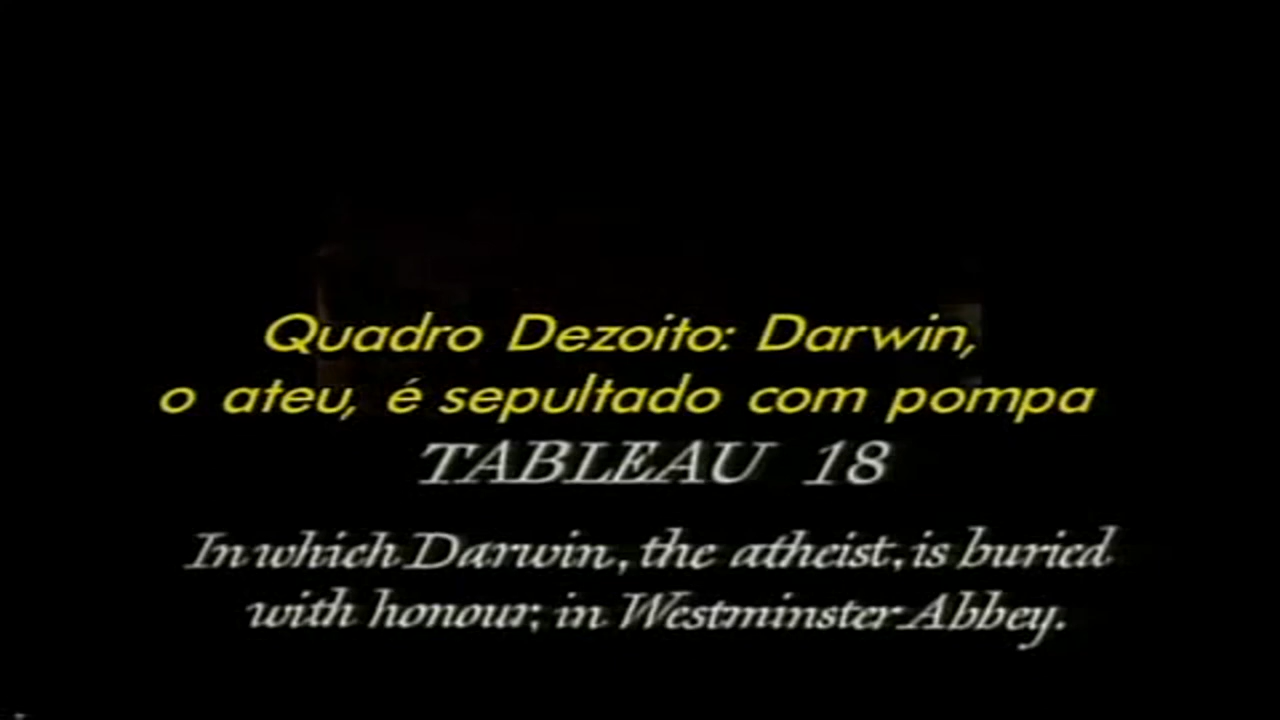 Quadro Dezoito: Darwin,
o ateu, é sepultado com pompa
TABLEAU 18
In which Darwin, the atheist, is buried
with honour; in Westminster Abbey.